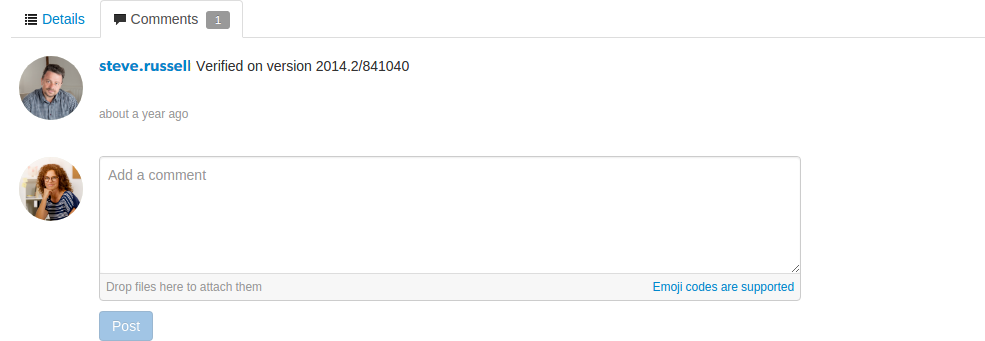 Details Comments 1
steve.russell Verified on version 2014.2/841040
about a year ago
Add a comment
Drop files here to attach them Emoji codes are supported
Post